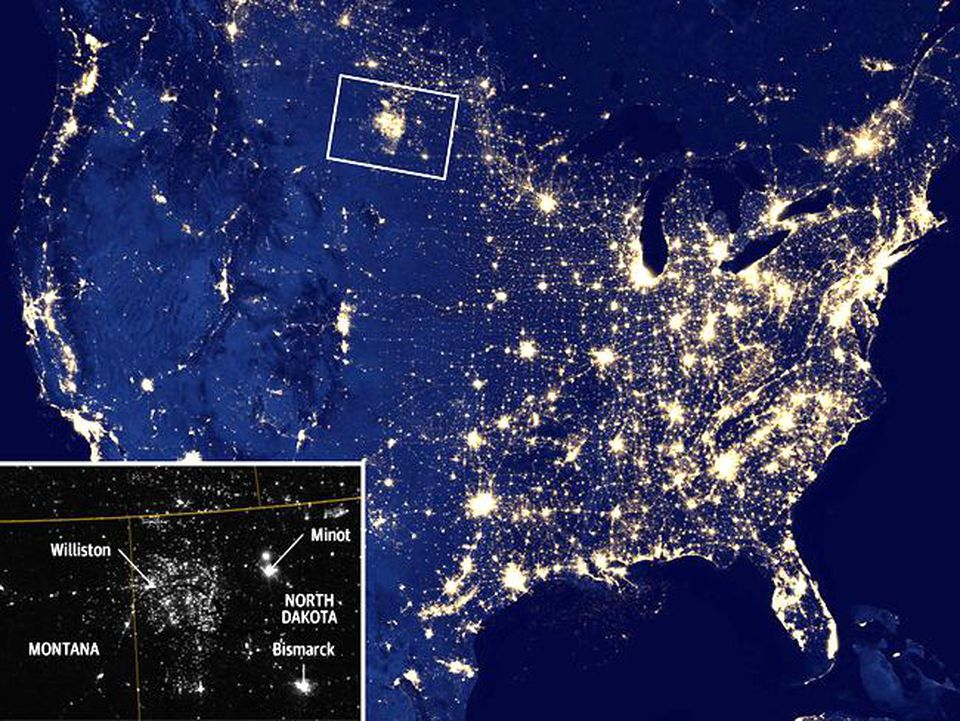 Williston
Minot
NORTH
DAKOTA
MONTANA
Bismarck